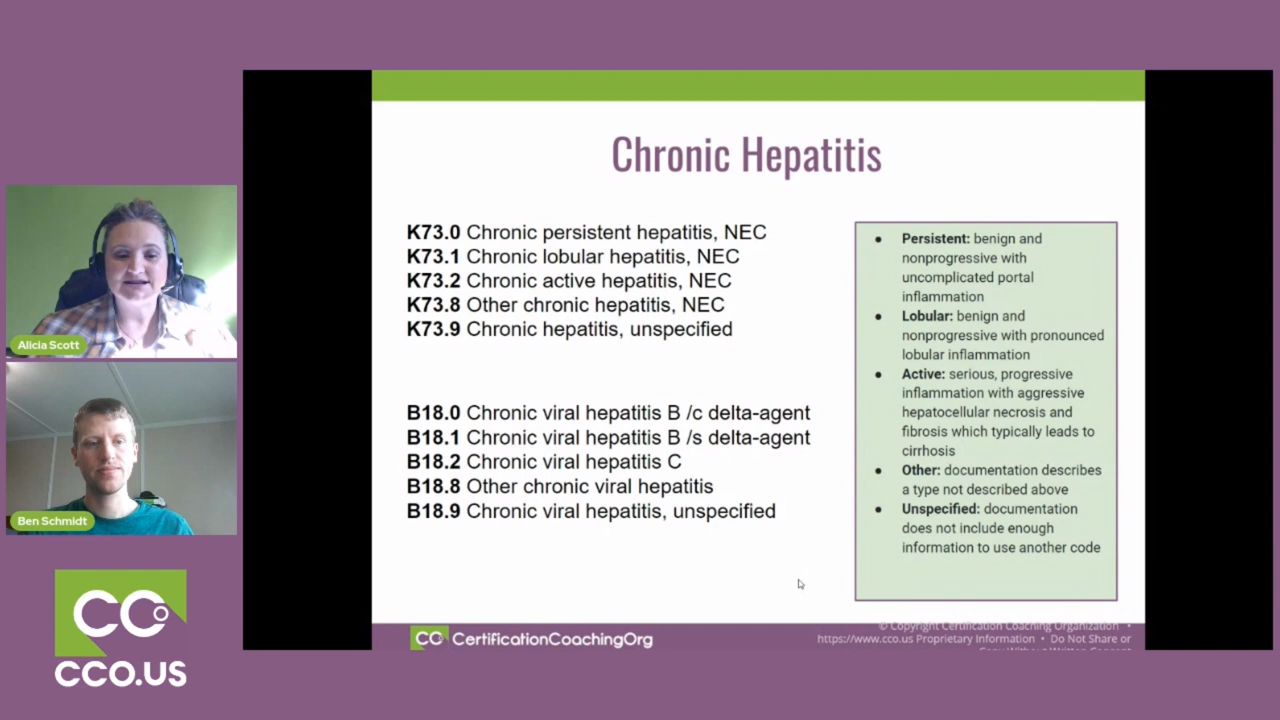 Chronic Hepatitis
K73.0 Chronic persistent hepatitis, NEC
K73.1 Chronic lobular hepatitis, NEC
K73.2 Chronic active hepatitis, NEC
K73.8 Other chronic hepatitis, NEC
K73.9 Chronic hepatitis, unspecified
B18.0 Chronic viral hepatitis B /c delta-agent
B18.1 Chronic viral hepatitis B /s delta-agent
B18.2 Chronic viral hepatitis C
B18.8 Other chronic viral hepatitis
B18.9 Chronic viral hepatitis, unspecified
● Persistent: benign and
nonprogressive with
uncomplicated portal
inflammation
● Lobular: benign and
nonprogressive with pronounced
lobular inflammation
● Active: serious, progressive
inflammation with aggressive
hepatocellular necrosis and
fibrosis which typically leads to
cirrhosis
● Other: documentation describes
a type not described above
● Unspecified: documentation
does not include enough
information to use another code
Alicia Scott
Ben Schmidt
CCO
CCO.US
CCO CertificationCoachingOrg
© Copyright Certification Coaching Organization •
https://www.cco.us Proprietary Information • Do Not Share or
Copy Without Written Consent